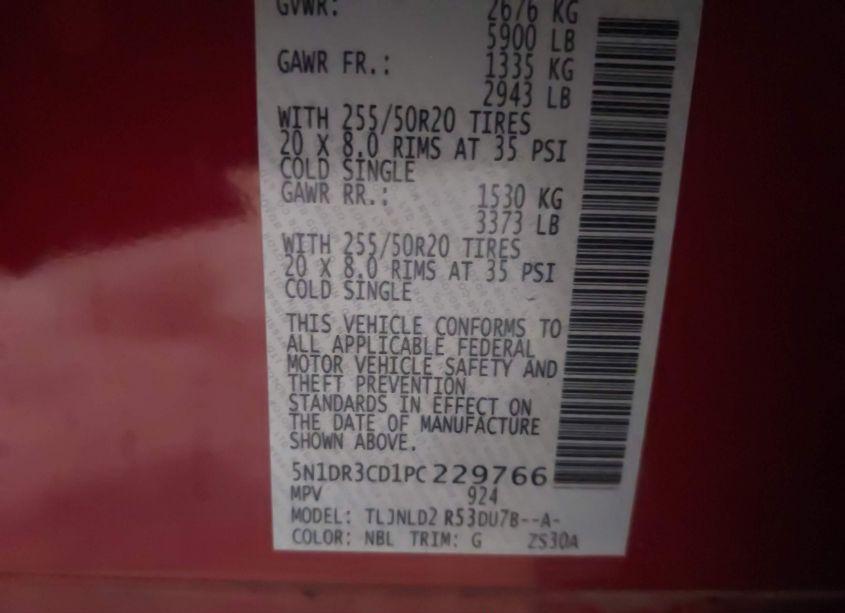 GVWR: 2676 KG
5900 LB
GAWR FR.: 1335 KG
2943 LB
WITH 255/50R20 TIRES
20 X 8.0 RIMS AT 35 PSI
COLD SINGLE
GAWR RR.: 1530 KG
3373 LB
WITH 255/50R20 TIRES
20 X 8.0 RIMS AT 35 PSI
COLD SINGLE
THIS VEHICLE CONFORMS TO
ALL APPLICABLE FEDERAL
MOTOR VEHICLE SAFETY AND
THEFT PREVENTION
STANDARDS IN EFFECT ON
THE DATE OF MANUFACTURE
SHOWN ABOVE.
5N1DR3CD1PC229766
MPV 924
MODEL: TLJNLD2 R53DU7B--A-
COLOR: NBL TRIM: G ZS30A